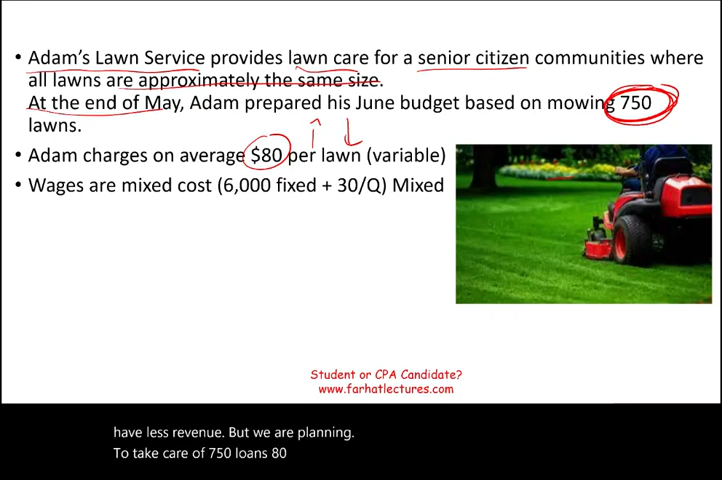 • Adam's Lawn Service provides lawn care for a senior citizen communities where
all lawns are approximately the same size.
At the end of May, Adam prepared his June budget based on mowing 750
lawns.
• Adam charges on average $80 per lawn (variable)
• Wages are mixed cost (6,000 fixed + 30/Q) Mixed
Student or CPA Candidate?
www.farhatlectures.com
have less revenue. But we are planning.
To take care of 750 loans 80